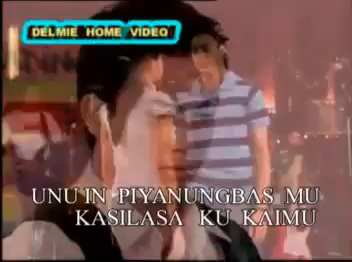 DELMIE HOME VIDEO
UNU IN PIYANUNGBAS MU
KASILASA KU KAIMU